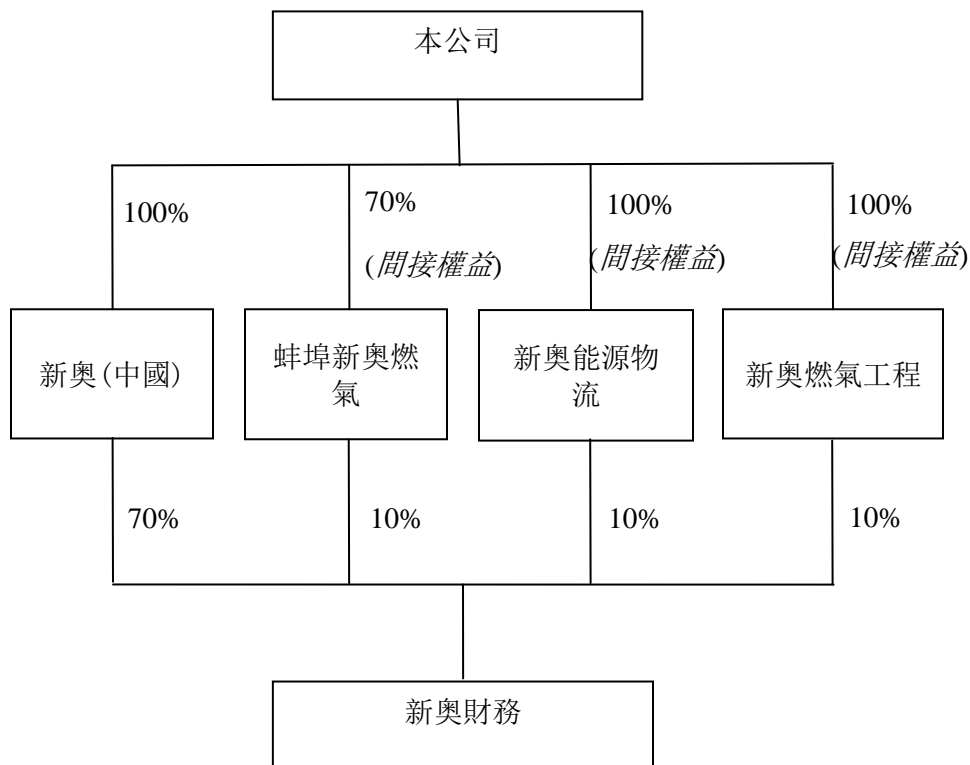 本公司
100%
70%
(間接權益)
100%
(間接權益)
100%
(間接權益)
新奧(中國)
蚌埠新奧燃
氣
新奧能源物
流
新奧燃氣工程
70%
10%
10%
10%
新奧財務